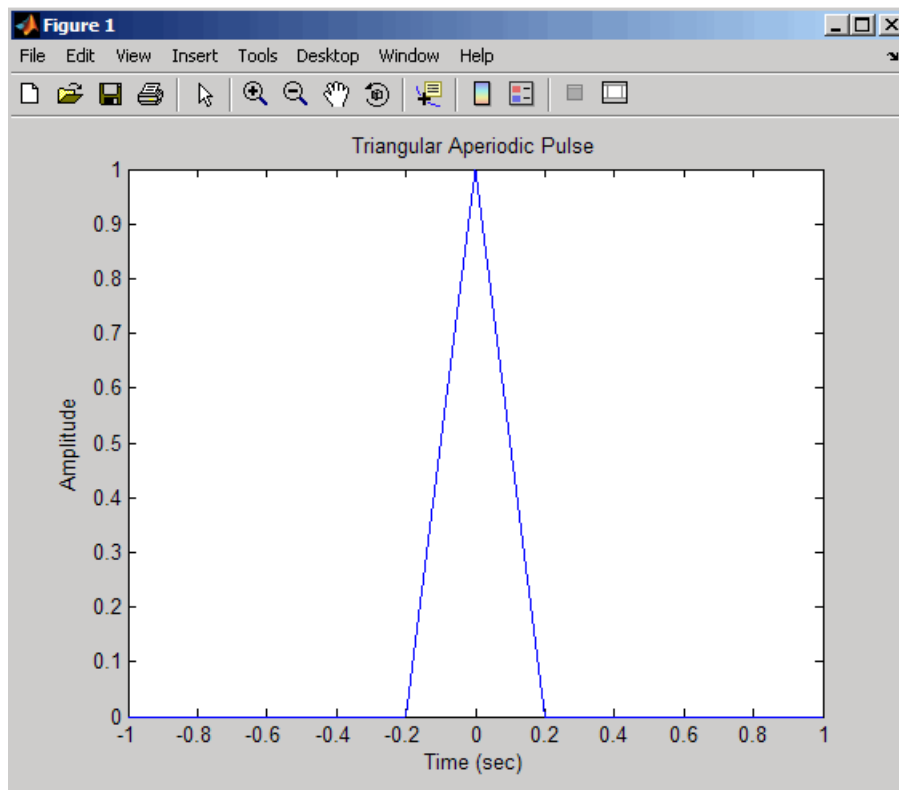 Figure 1
File Edit View Insert Tools Desktop Window Help
Triangular Aperiodic Pulse
1
0.9
0.8
0.7
0.6
0.5
0.4
0.3
0.2
0.1
0
Amplitude
-1 -0.8 -0.6 -0.4 -0.2 0 0.2 0.4 0.6 0.8 1
Time (sec)